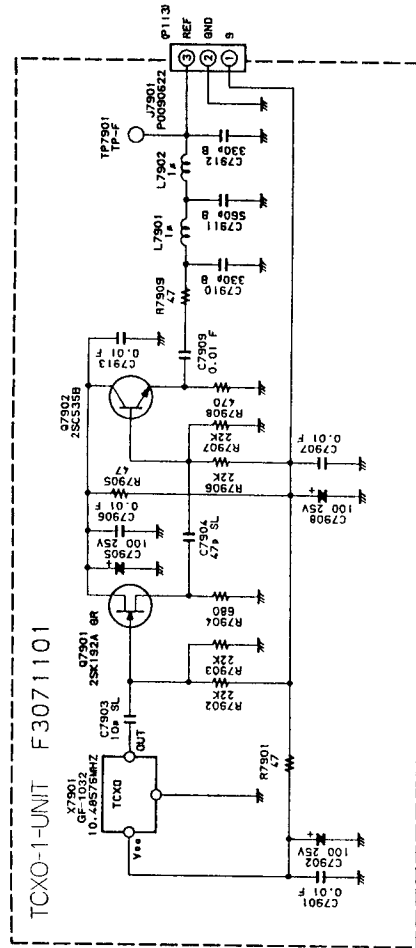 TCXO-1-UNIT F3071101
X7901
GF-1032
10.48576MHZ
TCXO
Vcc
OUT
C7903
10p SL
Q7901
2SK192A GR
C7905
100 25V
C7906
0.01 F
R7905
47
Q7902
2SC535B
C7913
0.01 F
C7904
47p SL
R7902
22K
R7903
22K
R7904
680
R7906
22K
R7907
22K
R7908
470
C7909
0.01 F
R7909
47
L7901
1μ
L7902
1μ
C7910
330p B
C7911
560p B
C7912
330p B
TP7901
TP-F
J7901
P0090622
(P113)
3 REF
2 GND
1 9
C7901
0.01 F
C7902
100 25V
R7901
47
C7908
100 25V
C7907
0.01 F